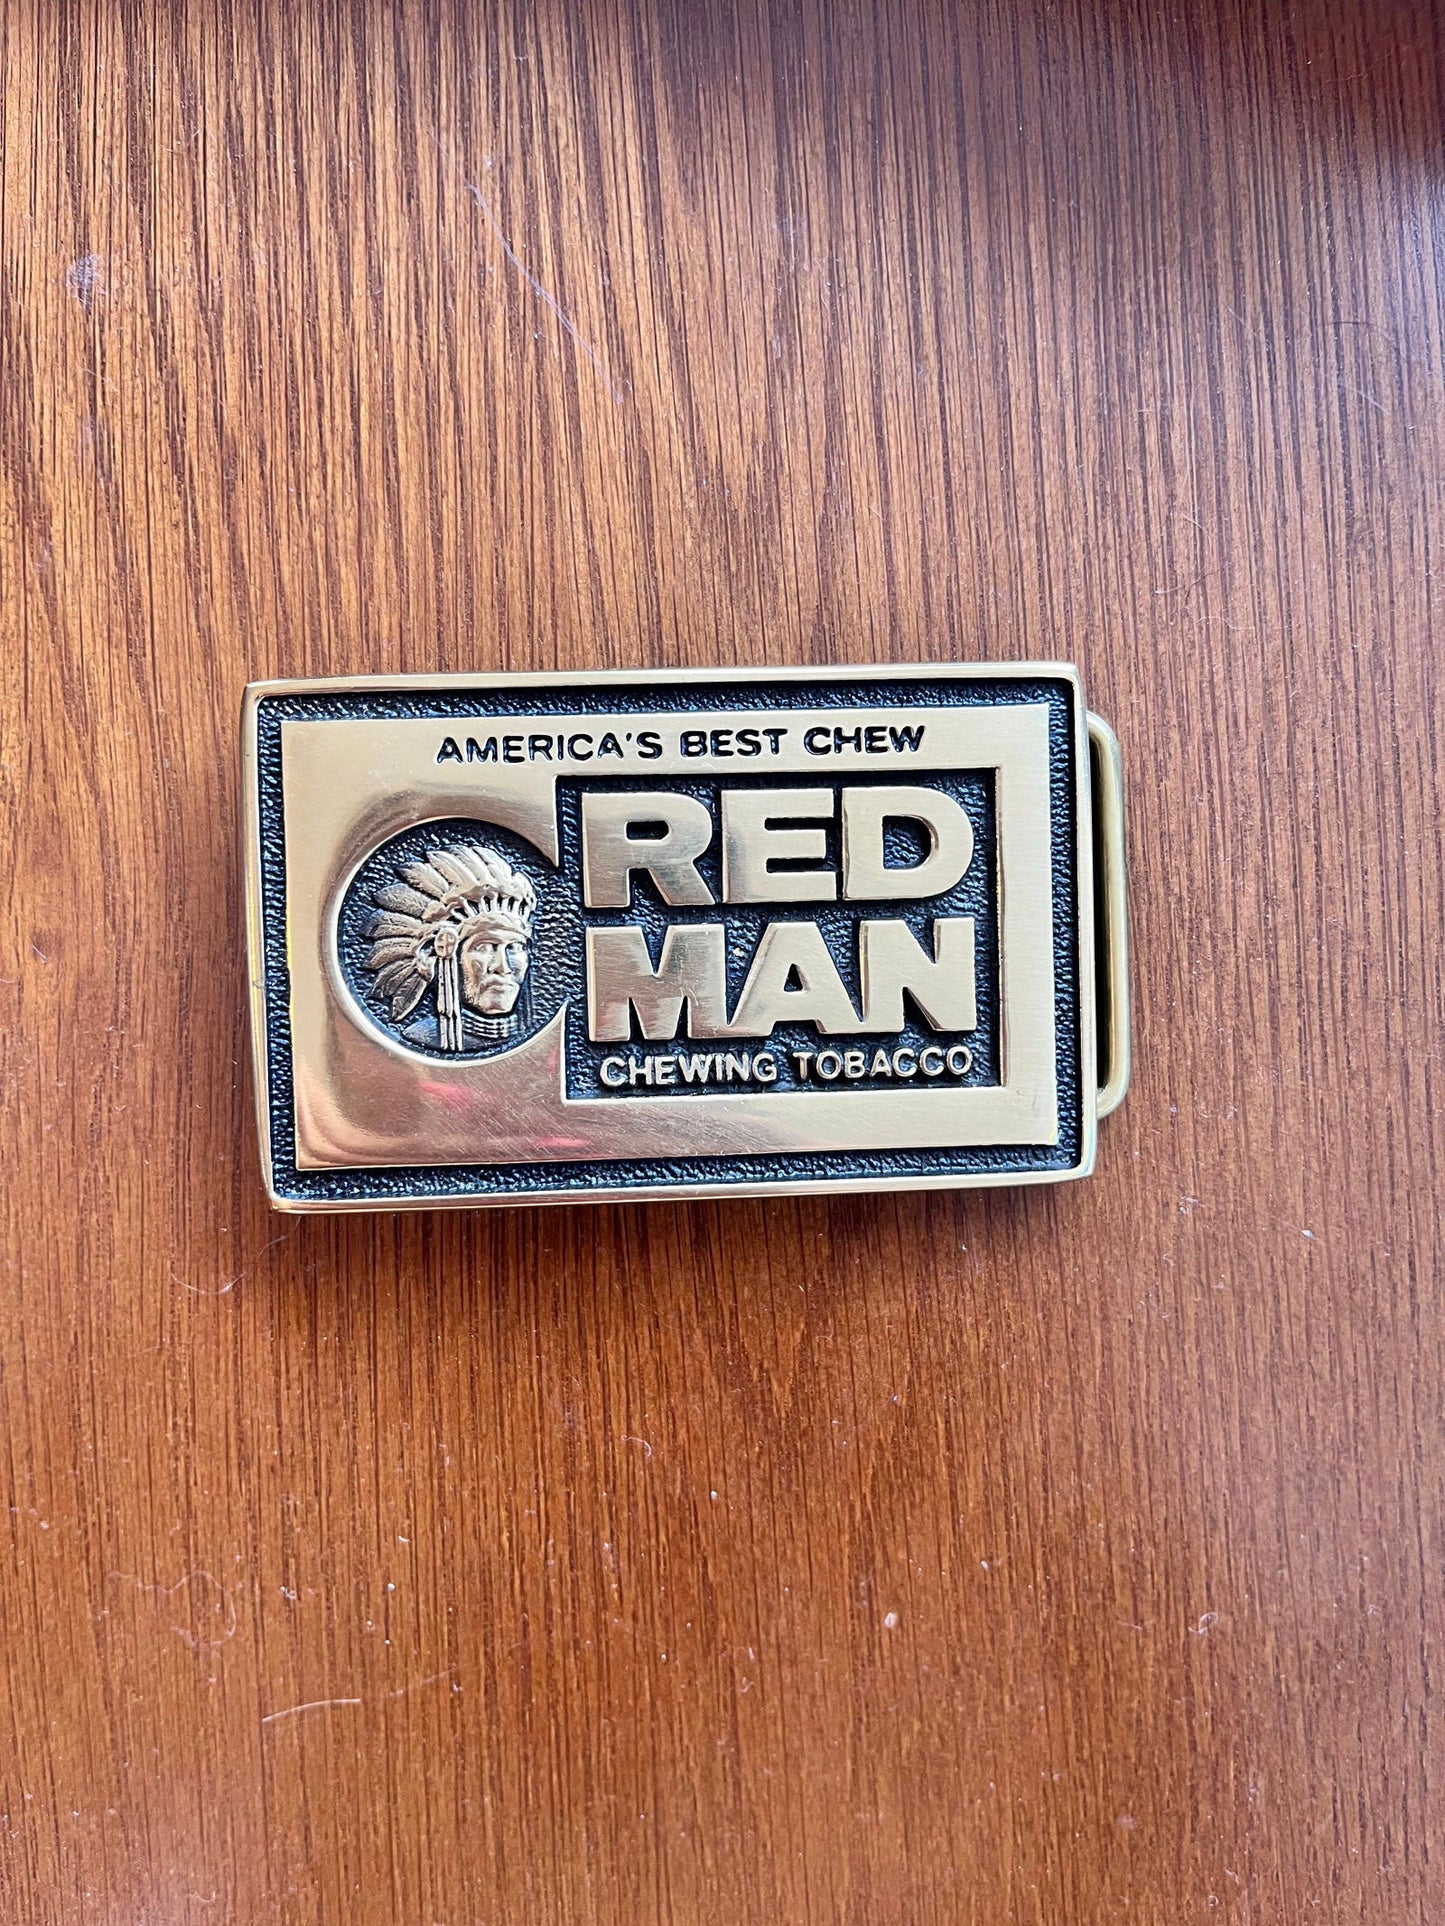 AMERICA'S BEST CHEW
RED
MAN
CHEWING TOBACCO